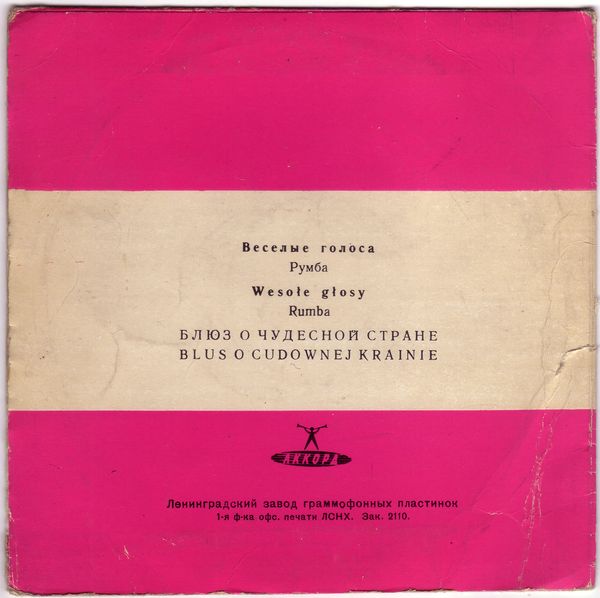 Веселые голоса
Румба
Wesołe głosy
Rumba
БЛЮЗ О ЧУДЕСНОЙ СТРАНЕ
BLUS O CUDOWNEJ KRAINIE
АККОРД
Ленинградский завод граммофонных пластинок
1-я ф-ка офс. печати ЛСНХ. Зак. 2110.